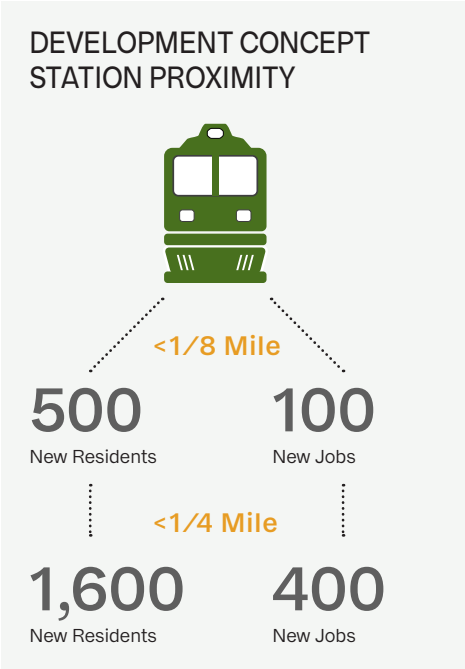 DEVELOPMENT CONCEPT
STATION PROXIMITY
<1/8 Mile
500
100
New Residents
New Jobs
<1/4 Mile
1,600
400
New Residents
New Jobs